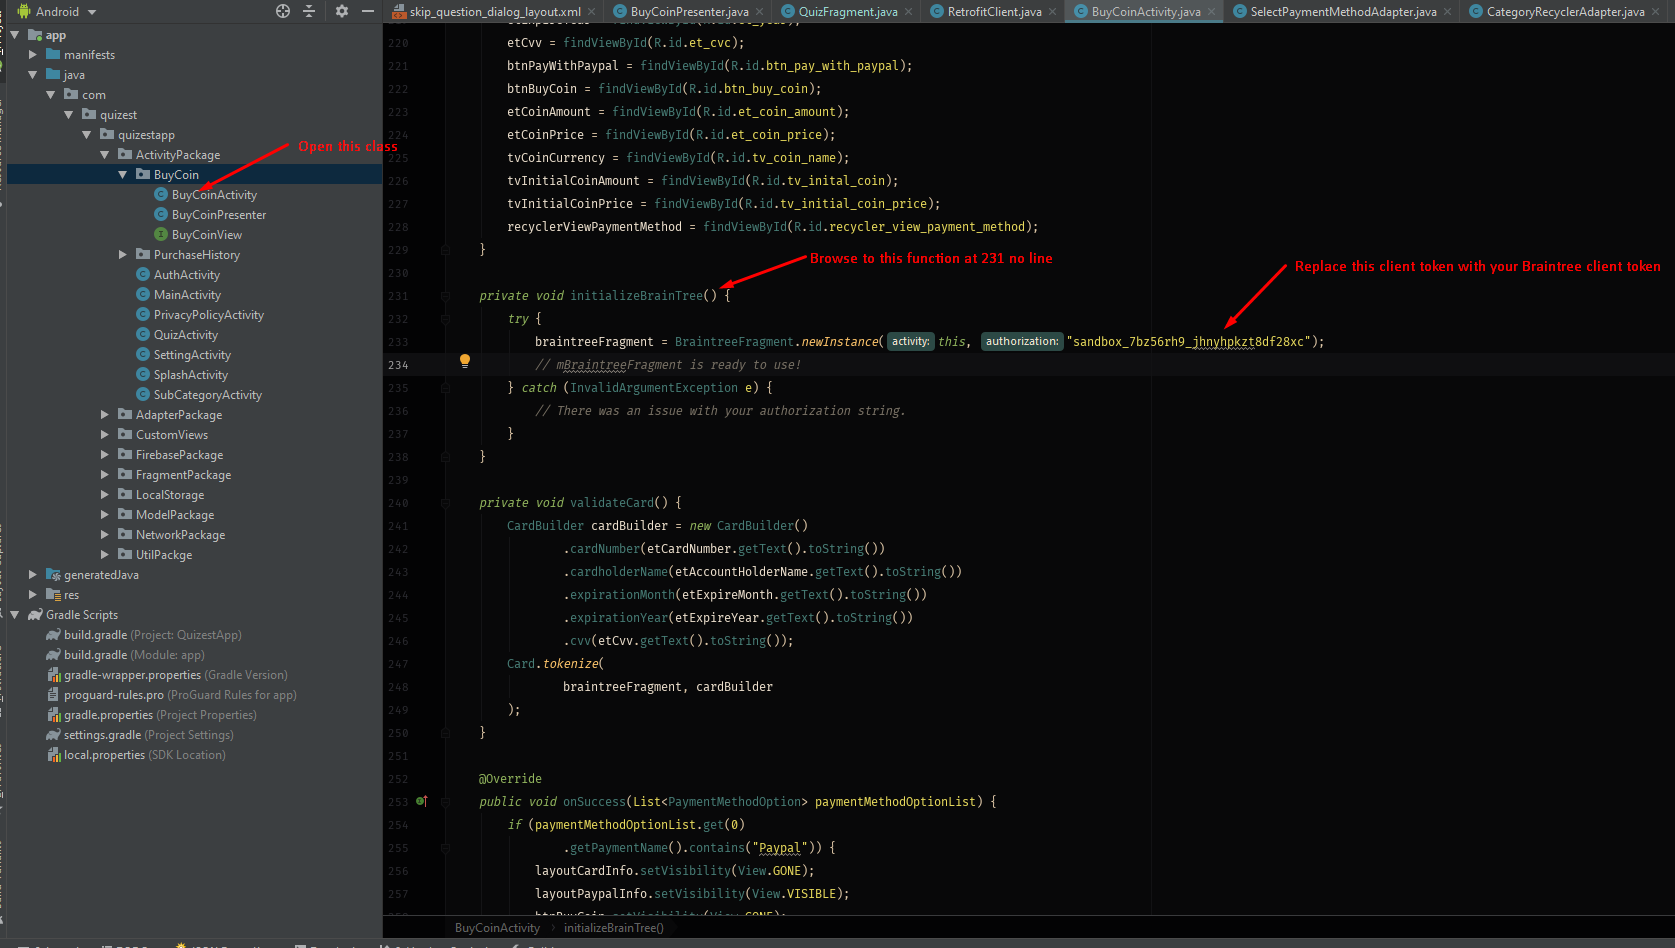 Android
skip_question_dialog_layout.xml
BuyCoinPresenter.java
QuizFragment.java
RetrofitClient.java
BuyCoinActivity.java
SelectPaymentMethodAdapter.java
CategoryRecyclerAdapter.java
app
manifests
java
com
quizest
quizestapp
ActivityPackage
BuyCoin
BuyCoinActivity
BuyCoinPresenter
BuyCoinView
PurchaseHistory
AuthActivity
MainActivity
PrivacyPolicyActivity
QuizActivity
SettingActivity
SplashActivity
SubCategoryActivity
AdapterPackage
CustomViews
FirebasePackage
FragmentPackage
LocalStorage
ModelPackage
NetworkPackage
UtilPackge
generatedJava
res
Gradle Scripts
build.gradle (Project: QuizestApp)
build.gradle (Module: app)
gradle-wrapper.properties (Gradle Version)
proguard-rules.pro (ProGuard Rules for app)
gradle.properties (Project Properties)
settings.gradle (Project Settings)
local.properties (SDK Location)
Open this class
Browse to this function at 231 no line
Replace this client token with your Braintree client token
220 etCvv = findViewById(R.id.et_cvc);
221 btnPayWithPaypal = findViewById(R.id.btn_pay_with_paypal);
222 btnBuyCoin = findViewById(R.id.btn_buy_coin);
223 etCoinAmount = findViewById(R.id.et_coin_amount);
224 etCoinPrice = findViewById(R.id.et_coin_price);
225 tvCoinCurrency = findViewById(R.id.tv_coin_name);
226 tvInitialCoinAmount = findViewById(R.id.tv_inital_coin);
227 tvInitialCoinPrice = findViewById(R.id.tv_initial_coin_price);
228 recyclerViewPaymentMethod = findViewById(R.id.recycler_view_payment_method);
229 }
230
231 private void initializeBrainTree() {
232 try {
233 braintreeFragment = BraintreeFragment.newInstance( activity: this, authorization: "sandbox_7bz56rh9_jhnyhpkzt8df28xc");
234 // mBraintreeFragment is ready to use!
235 } catch (InvalidArgumentException e) {
236 // There was an issue with your authorization string.
237 }
238 }
239
240 private void validateCard() {
241 CardBuilder cardBuilder = new CardBuilder()
242 .cardNumber(etCardNumber.getText().toString())
243 .cardholderName(etAccountHolderName.getText().toString())
244 .expirationMonth(etExpireMonth.getText().toString())
245 .expirationYear(etExpireYear.getText().toString())
246 .cvv(etCvv.getText().toString());
247 Card.tokenize(
248 braintreeFragment, cardBuilder
249 );
250 }
251
252 @Override
253 public void onSuccess(List<PaymentMethodOption> paymentMethodOptionList) {
254 if (paymentMethodOptionList.get(0)
255 .getPaymentName().contains("Paypal")) {
256 layoutCardInfo.setVisibility(View.GONE);
257 layoutPaypalInfo.setVisibility(View.VISIBLE);
BuyCoinActivity › initializeBrainTree()